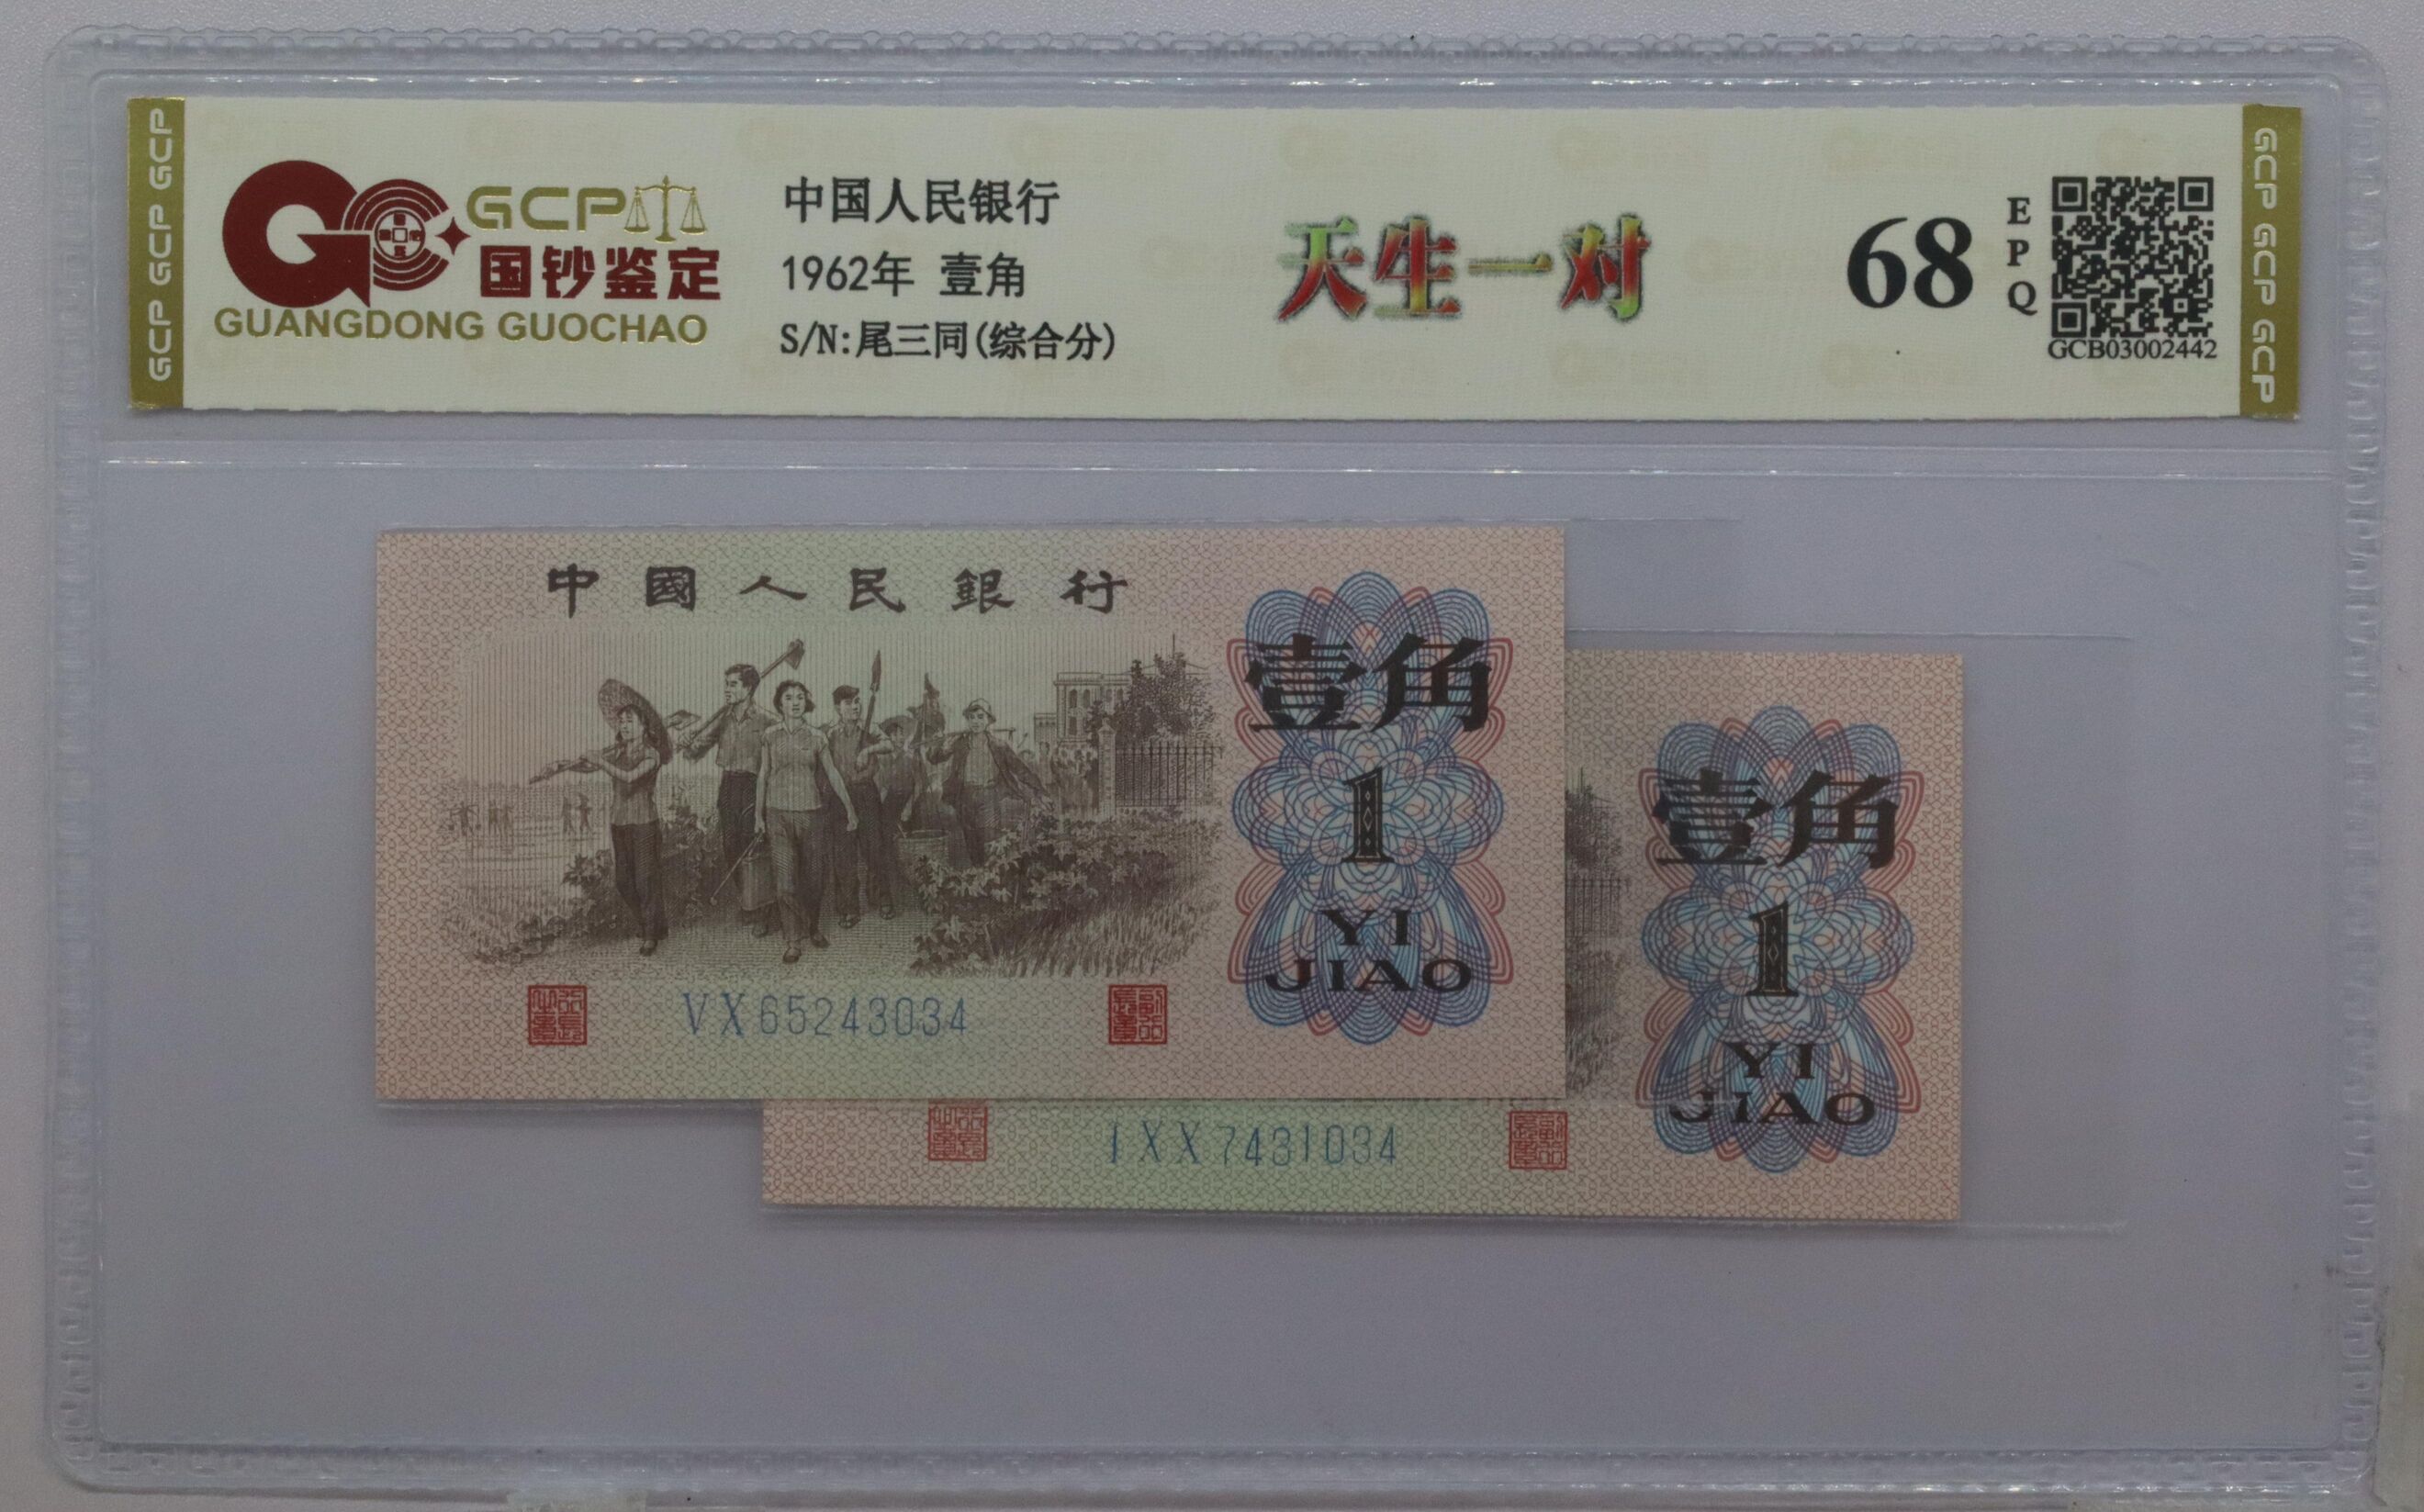 GCP GCP GCP
GCP
国钞鉴定
GUANGDONG GUOCHAO
中国人民银行
1962年 壹角
S/N:尾三同(综合分)
天生一对
68
EPQ
GCB03002442
GCP GCP GCP
中國人民銀行
壹角
1
YI
JIAO
VX65243034
壹角
1
YI
JIAO
IXX7431034